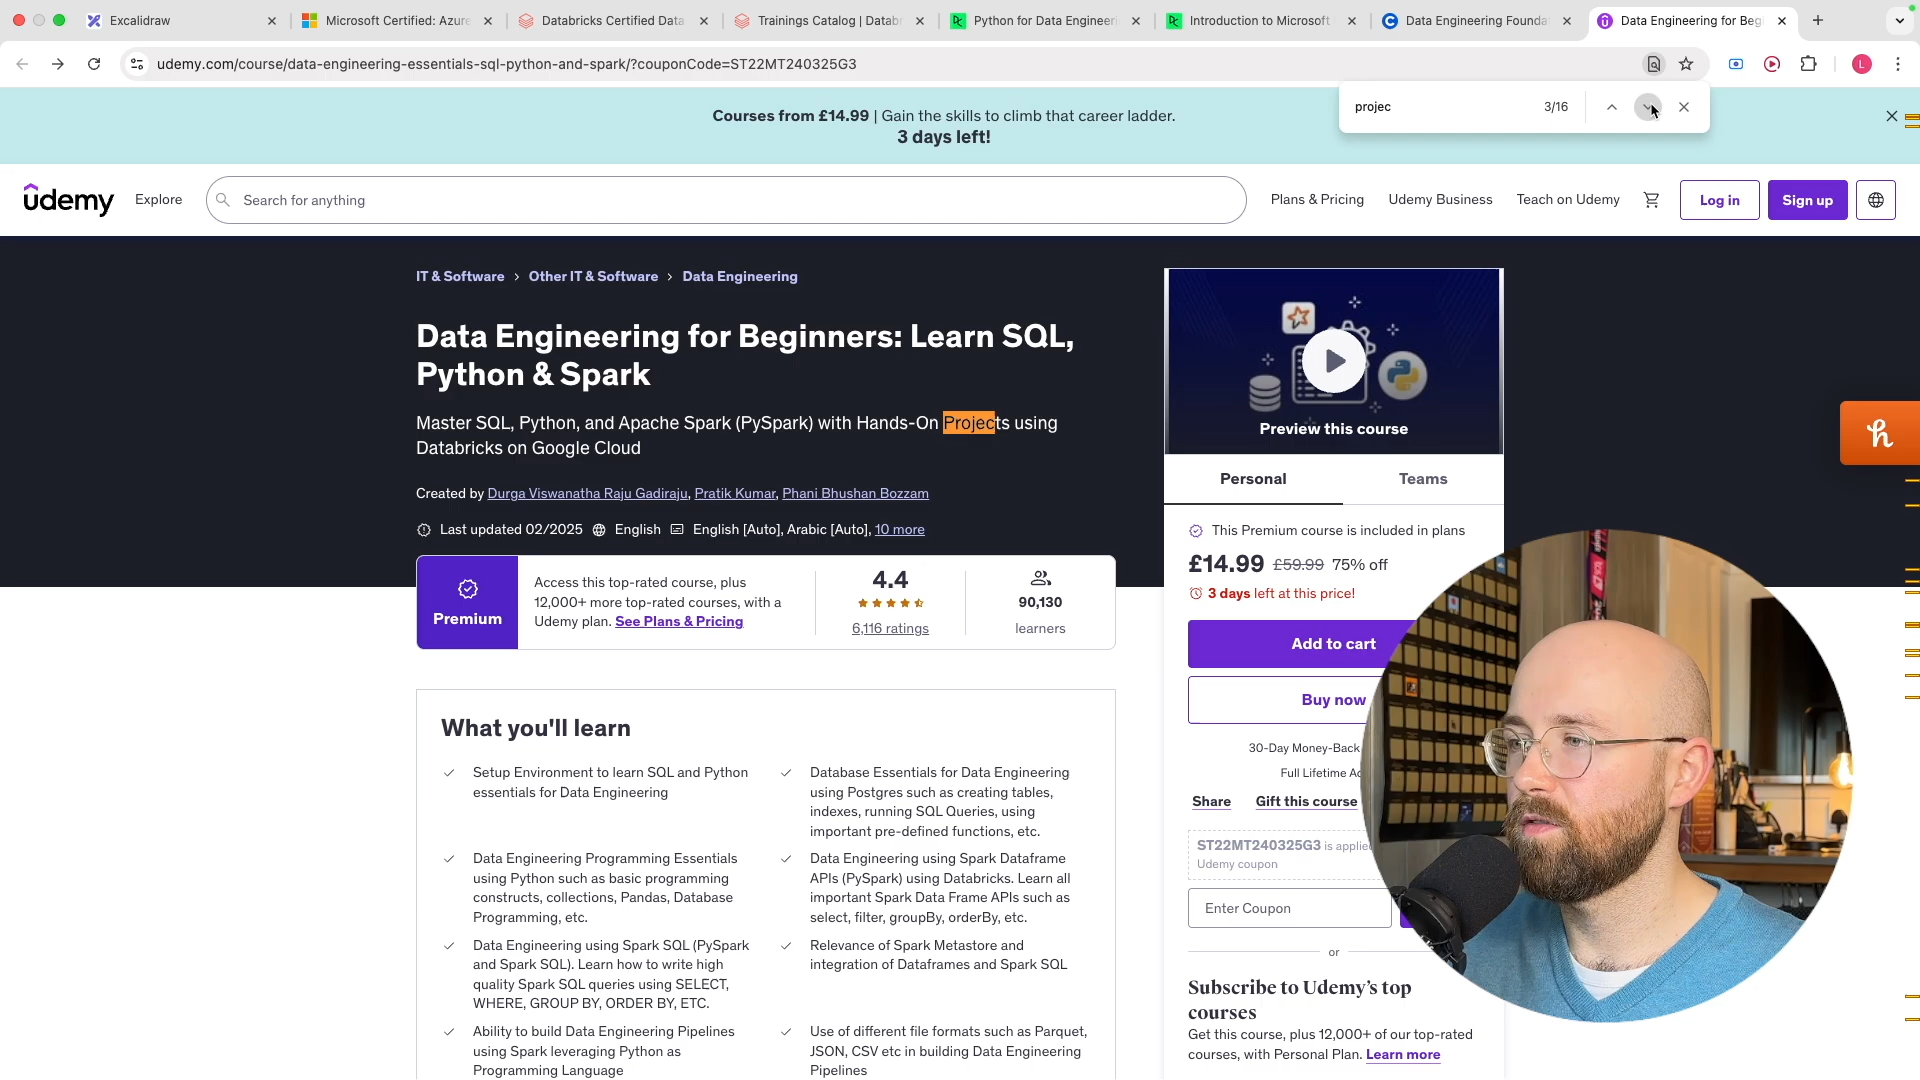 Excalidraw
Microsoft Certified: Azure
Databricks Certified Data
Trainings Catalog | Databr
Python for Data Engineeri
Introduction to Microsoft
Data Engineering Founda
Data Engineering for Beg
udemy.com/course/data-engineering-essentials-sql-python-and-spark/?couponCode=ST22MT240325G3
L
projec
3/16
Courses from £14.99 | Gain the skills to climb that career ladder.
3 days left!
udemy
Explore
Search for anything
Plans & Pricing
Udemy Business
Teach on Udemy
Log in
Sign up
IT & Software > Other IT & Software > Data Engineering
Data Engineering for Beginners: Learn SQL,
Python & Spark
Master SQL, Python, and Apache Spark (PySpark) with Hands-On Projects using
Databricks on Google Cloud
Created by Durga Viswanatha Raju Gadiraju, Pratik Kumar, Phani Bhushan Bozzam
Last updated 02/2025 English English [Auto], Arabic [Auto], 10 more
Premium
Access this top-rated course, plus
12,000+ more top-rated courses, with a
Udemy plan. See Plans & Pricing
4.4
6,116 ratings
90,130
learners
Preview this course
Personal
Teams
This Premium course is included in plans
£14.99 £59.99 75% off
3 days left at this price!
Add to cart
Buy now
30-Day Money-Back
Full Lifetime Ac
Share
Gift this course
ST22MT240325G3 is applied
Udemy coupon
Enter Coupon
or
Subscribe to Udemy's top
courses
Get this course, plus 12,000+ of our top-rated
courses, with Personal Plan. Learn more
What you'll learn
Setup Environment to learn SQL and Python
essentials for Data Engineering
Database Essentials for Data Engineering
using Postgres such as creating tables,
indexes, running SQL Queries, using
important pre-defined functions, etc.
Data Engineering Programming Essentials
using Python such as basic programming
constructs, collections, Pandas, Database
Programming, etc.
Data Engineering using Spark Dataframe
APIs (PySpark) using Databricks. Learn all
important Spark Data Frame APIs such as
select, filter, groupBy, orderBy, etc.
Data Engineering using Spark SQL (PySpark
and Spark SQL). Learn how to write high
quality Spark SQL queries using SELECT,
WHERE, GROUP BY, ORDER BY, ETC.
Relevance of Spark Metastore and
integration of Dataframes and Spark SQL
Ability to build Data Engineering Pipelines
using Spark leveraging Python as
Programming Language
Use of different file formats such as Parquet,
JSON, CSV etc in building Data Engineering
Pipelines